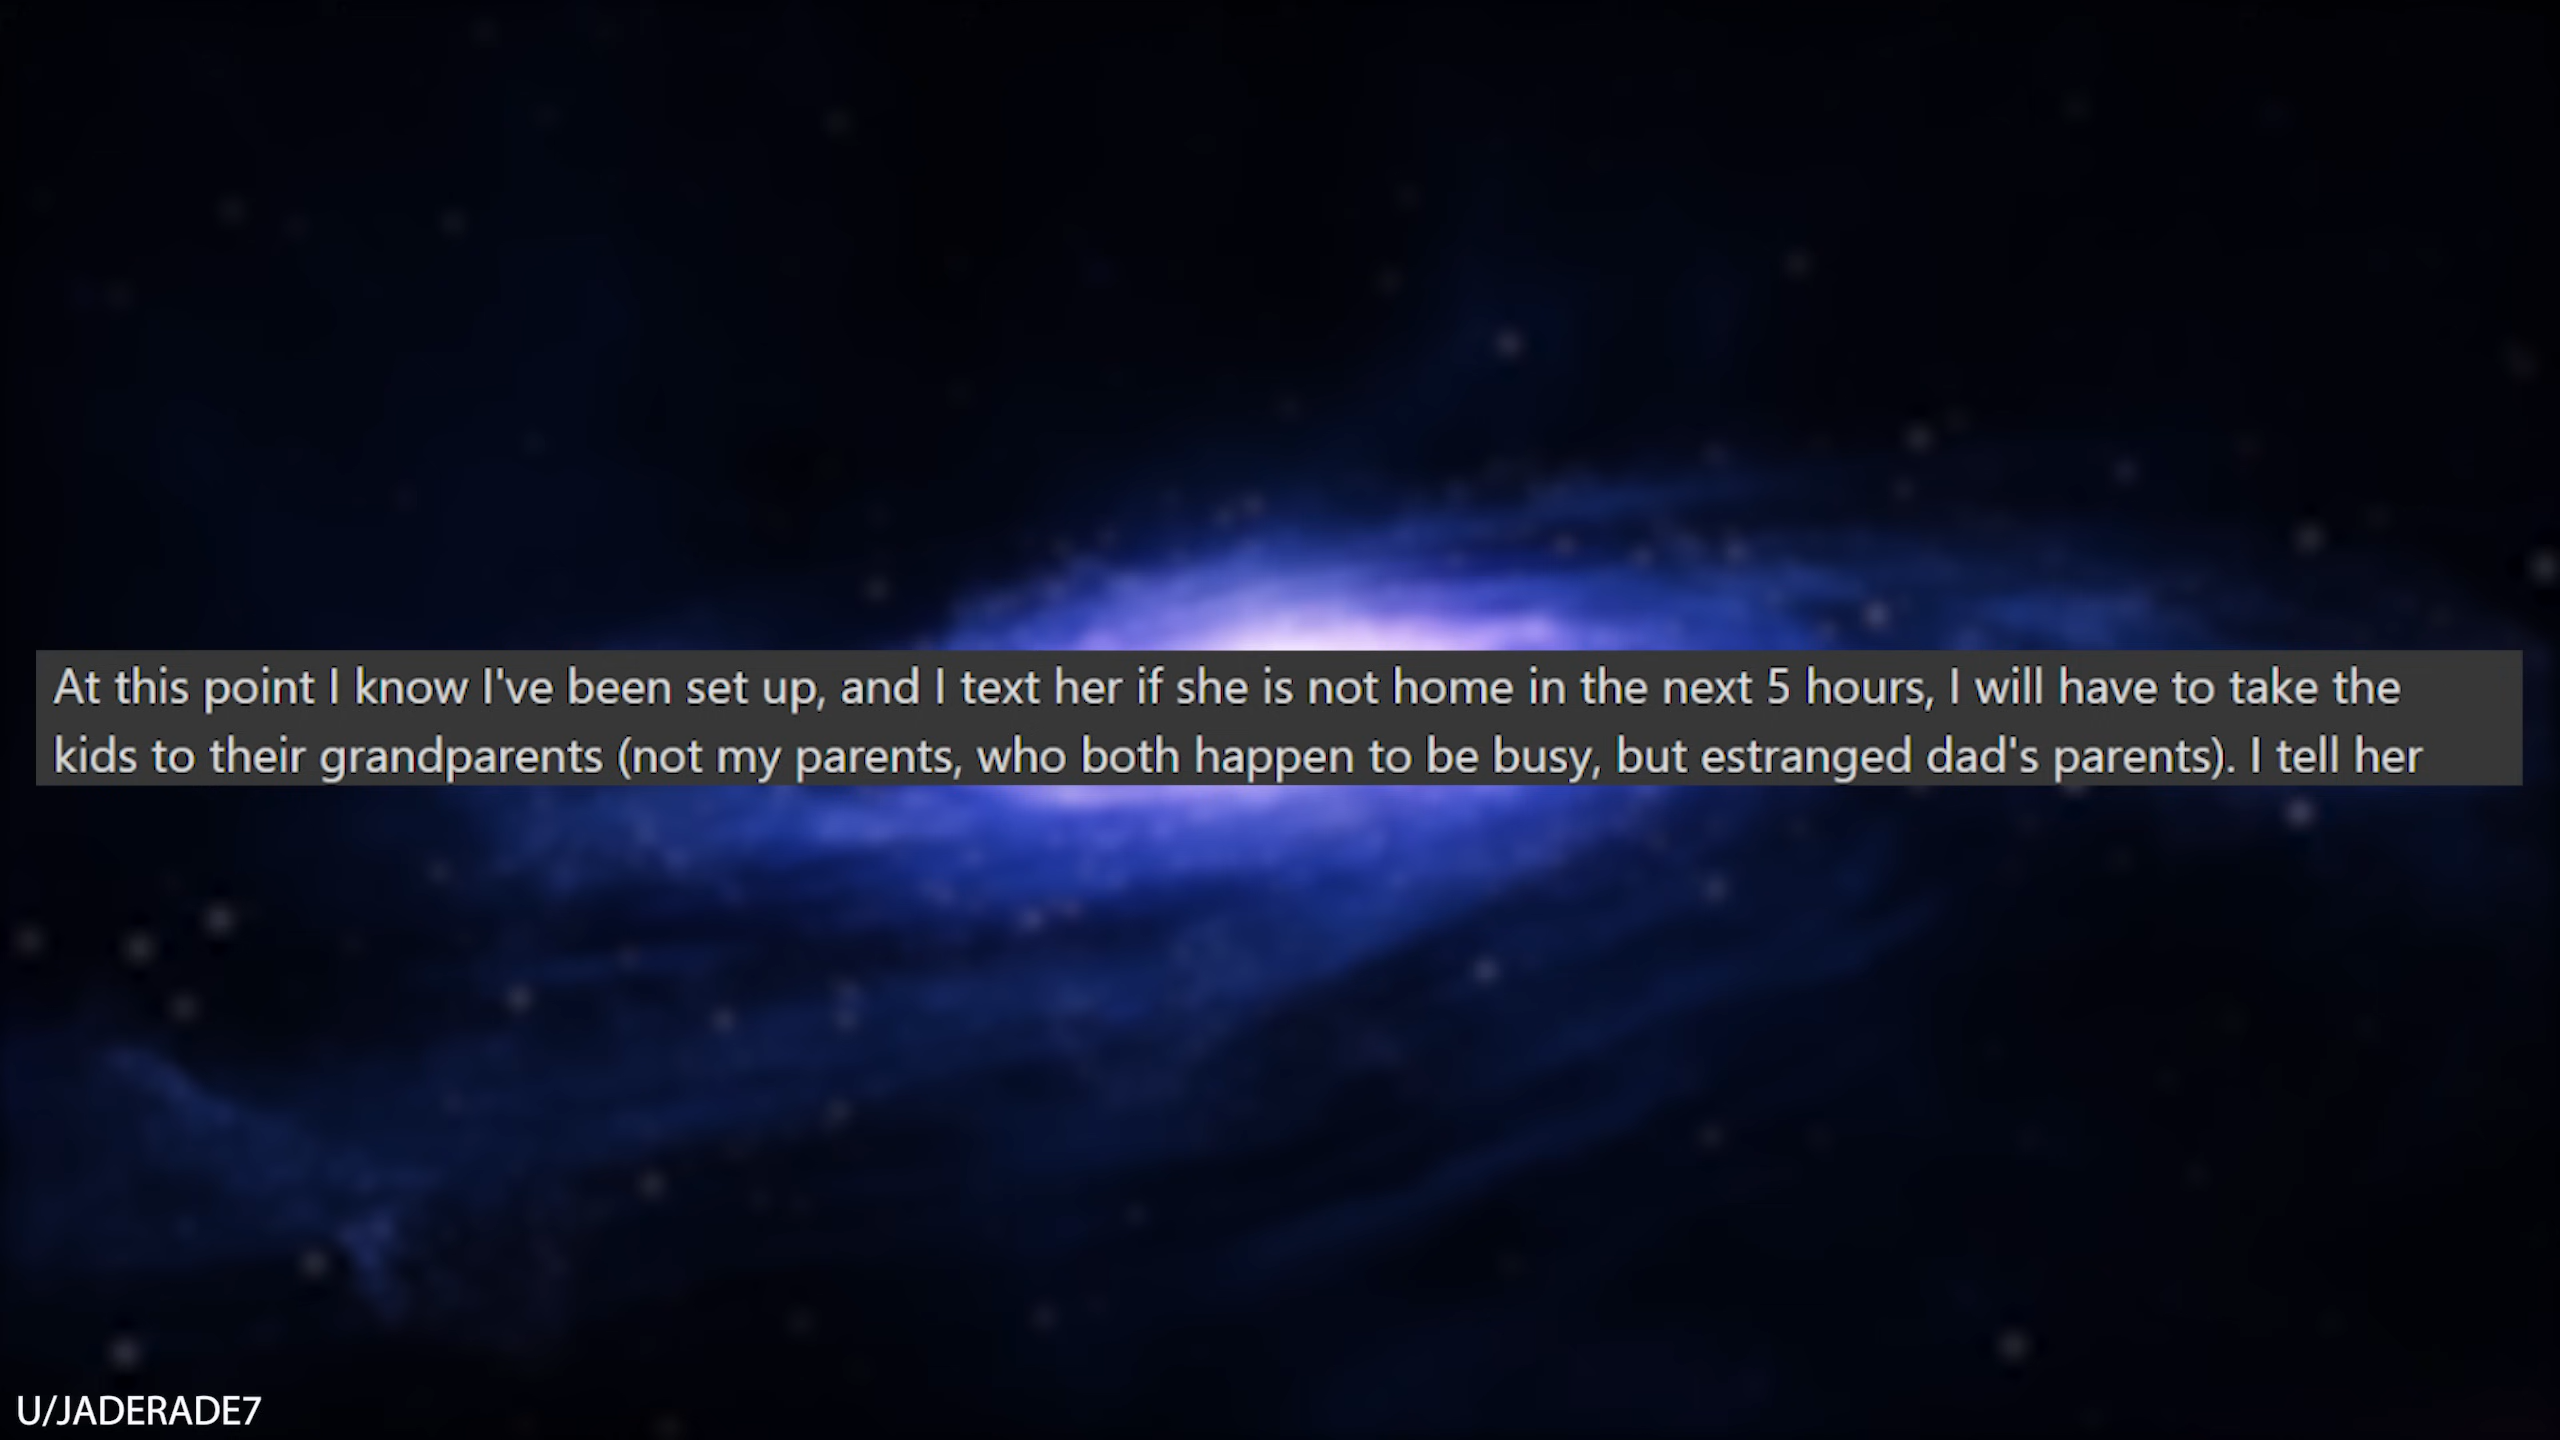 At this point I know I've been set up, and I text her if she is not home in the next 5 hours, I will have to take the
kids to their grandparents (not my parents, who both happen to be busy, but estranged dad's parents). I tell her
U/JADERADE7